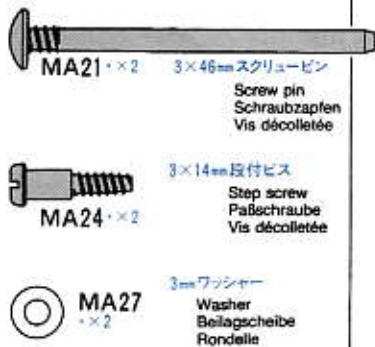 MA21・×2
3×46mmスクリューピン
Screw pin
Schraubzapfen
Vis décolletée
MA24・×2
3×14mm段付ビス
Step screw
Paßschraube
Vis décolletée
MA27
・×2
3mmワッシャー
Washer
Beilagscheibe
Rondelle